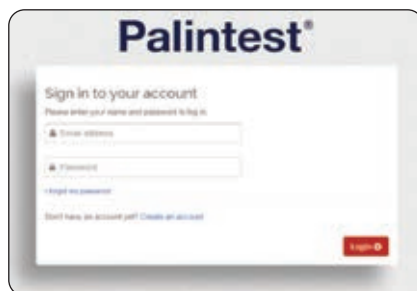 Palintest®
Sign in to your account
Please enter your name and password to log in.
Email address
Password
I forgot my password
Don't have an account yet? Create an account
Login